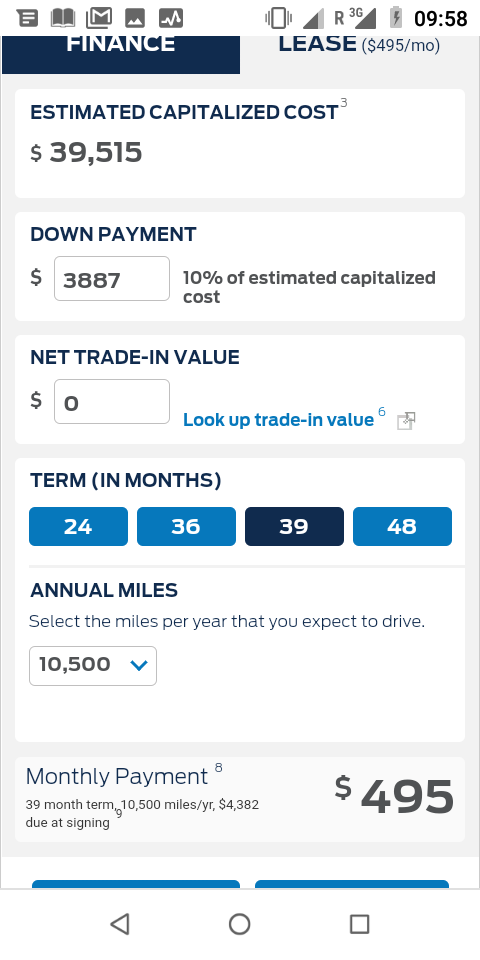 R 3G 09:58
FINANCE LEASE ($495/mo)
ESTIMATED CAPITALIZED COST 3
$ 39,515
DOWN PAYMENT
$ 3887 10% of estimated capitalized
cost
NET TRADE-IN VALUE
$ 0 Look up trade-in value 6
TERM (IN MONTHS)
24 36 39 48
ANNUAL MILES
Select the miles per year that you expect to drive.
10,500
Monthly Payment 8
$ 495
39 month term, 10,500 miles/yr, $4,382
due at signing 9